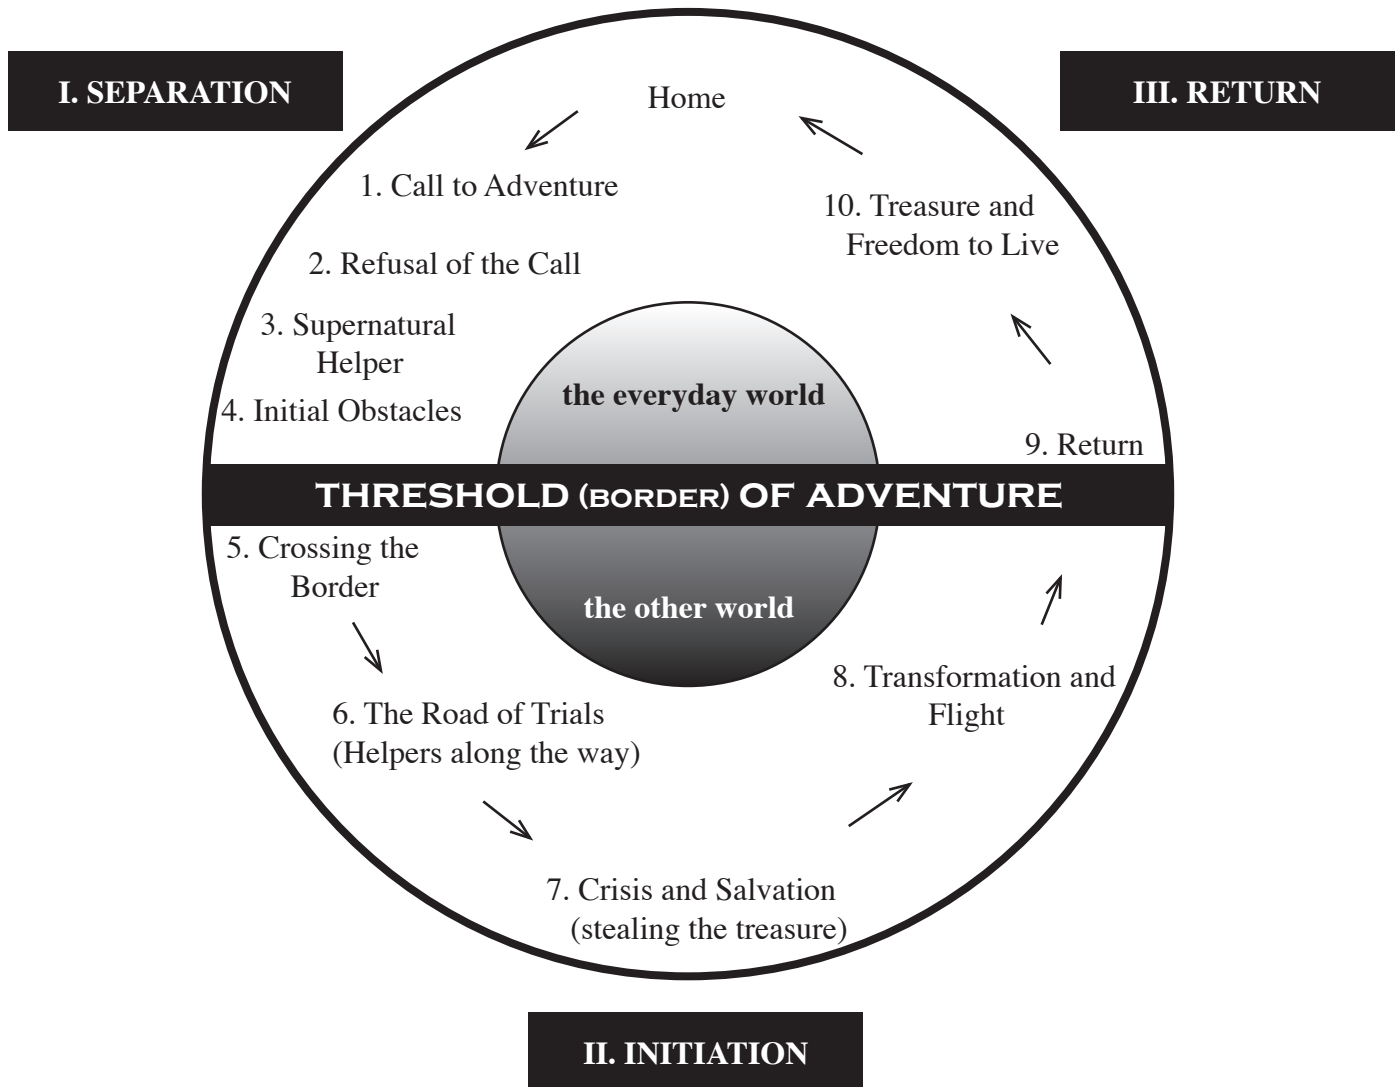 I. SEPARATION
III. RETURN
Home
1. Call to Adventure
2. Refusal of the Call
3. Supernatural
Helper
4. Initial Obstacles
10. Treasure and
Freedom to Live
the everyday world
9. Return
THRESHOLD (BORDER) OF ADVENTURE
5. Crossing the
Border
the other world
6. The Road of Trials
(Helpers along the way)
8. Transformation and
Flight
7. Crisis and Salvation
(stealing the treasure)
II. INITIATION